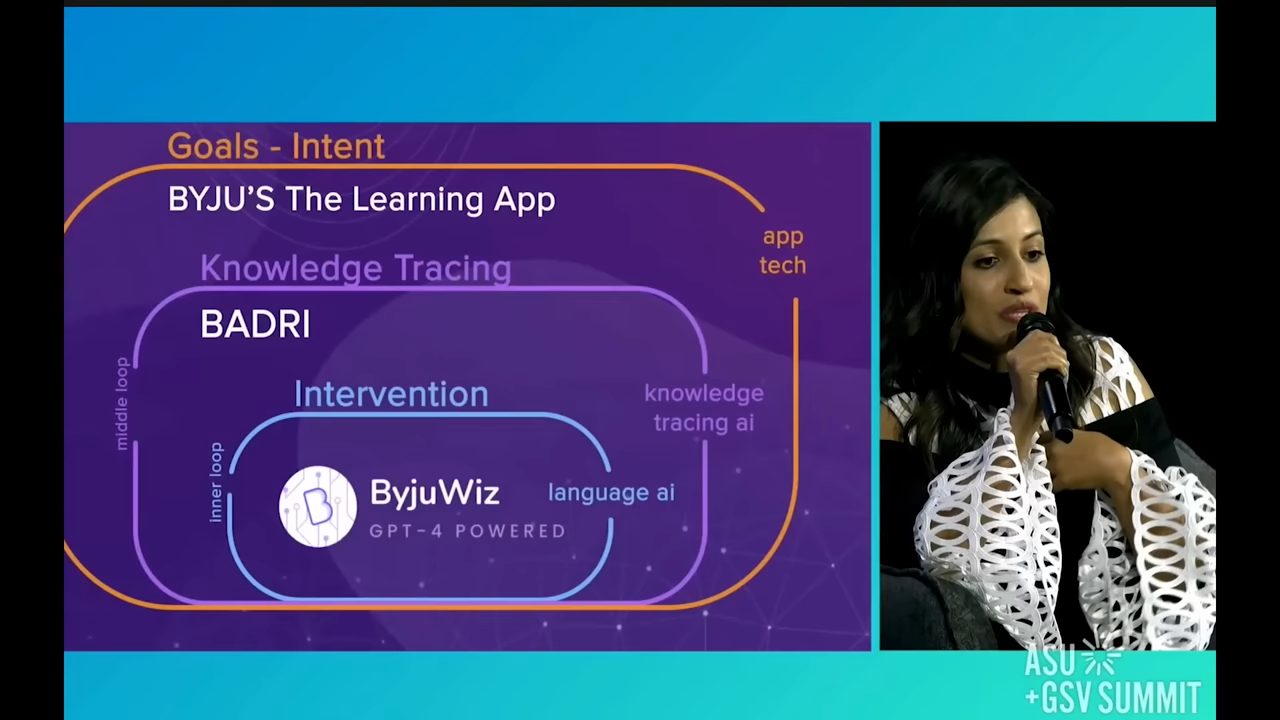 Goals - Intent
BYJU'S The Learning App
app
tech
Knowledge Tracing
BADRI
middle loop
Intervention
knowledge
tracing ai
inner loop
ByjuWiz
language ai
GPT-4 POWERED
ASU
+GSV SUMMIT